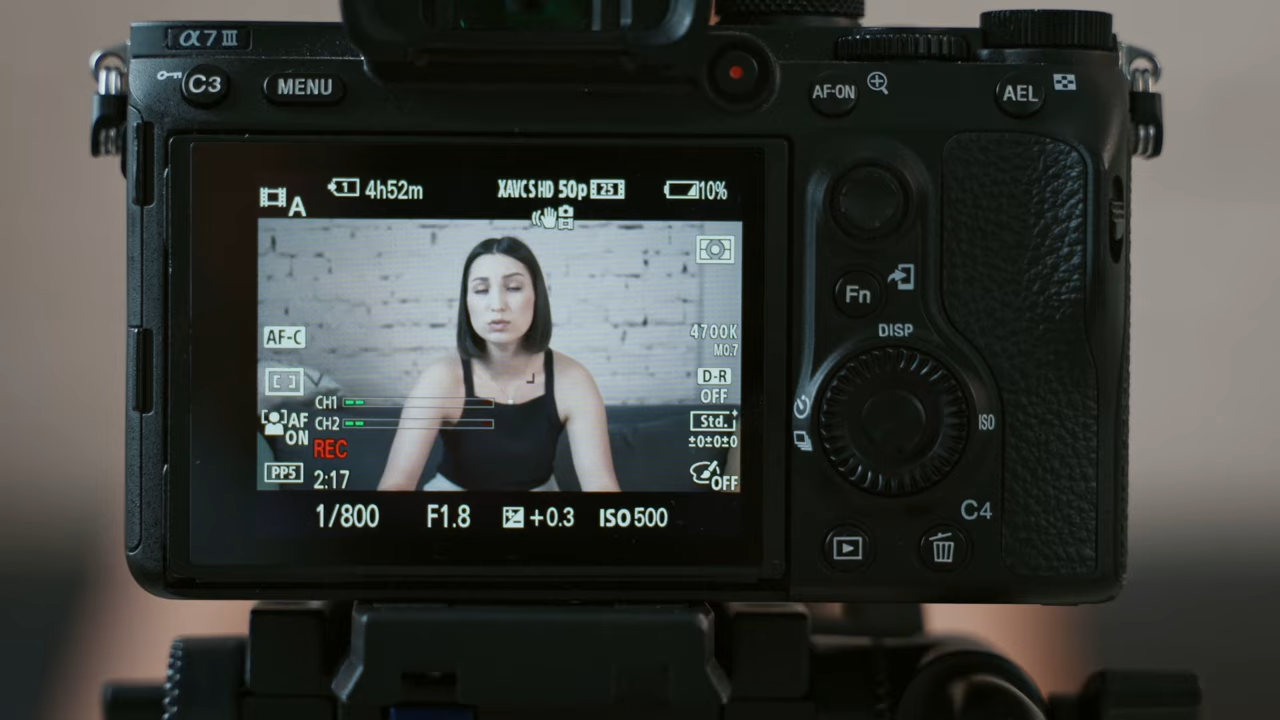 α7III
C3 MENU AF-ON AEL
1 4h52m XAVC S HD 50p 25 10%
A
AF-C
4700K
M0.7
D-R
OFF
CH1
AF
CH2
Std.
ON
±0±0±0
REC
PP5 2:17
OFF
1/800 F1.8 +0.3 ISO500
Fn
DISP
ISO
C4